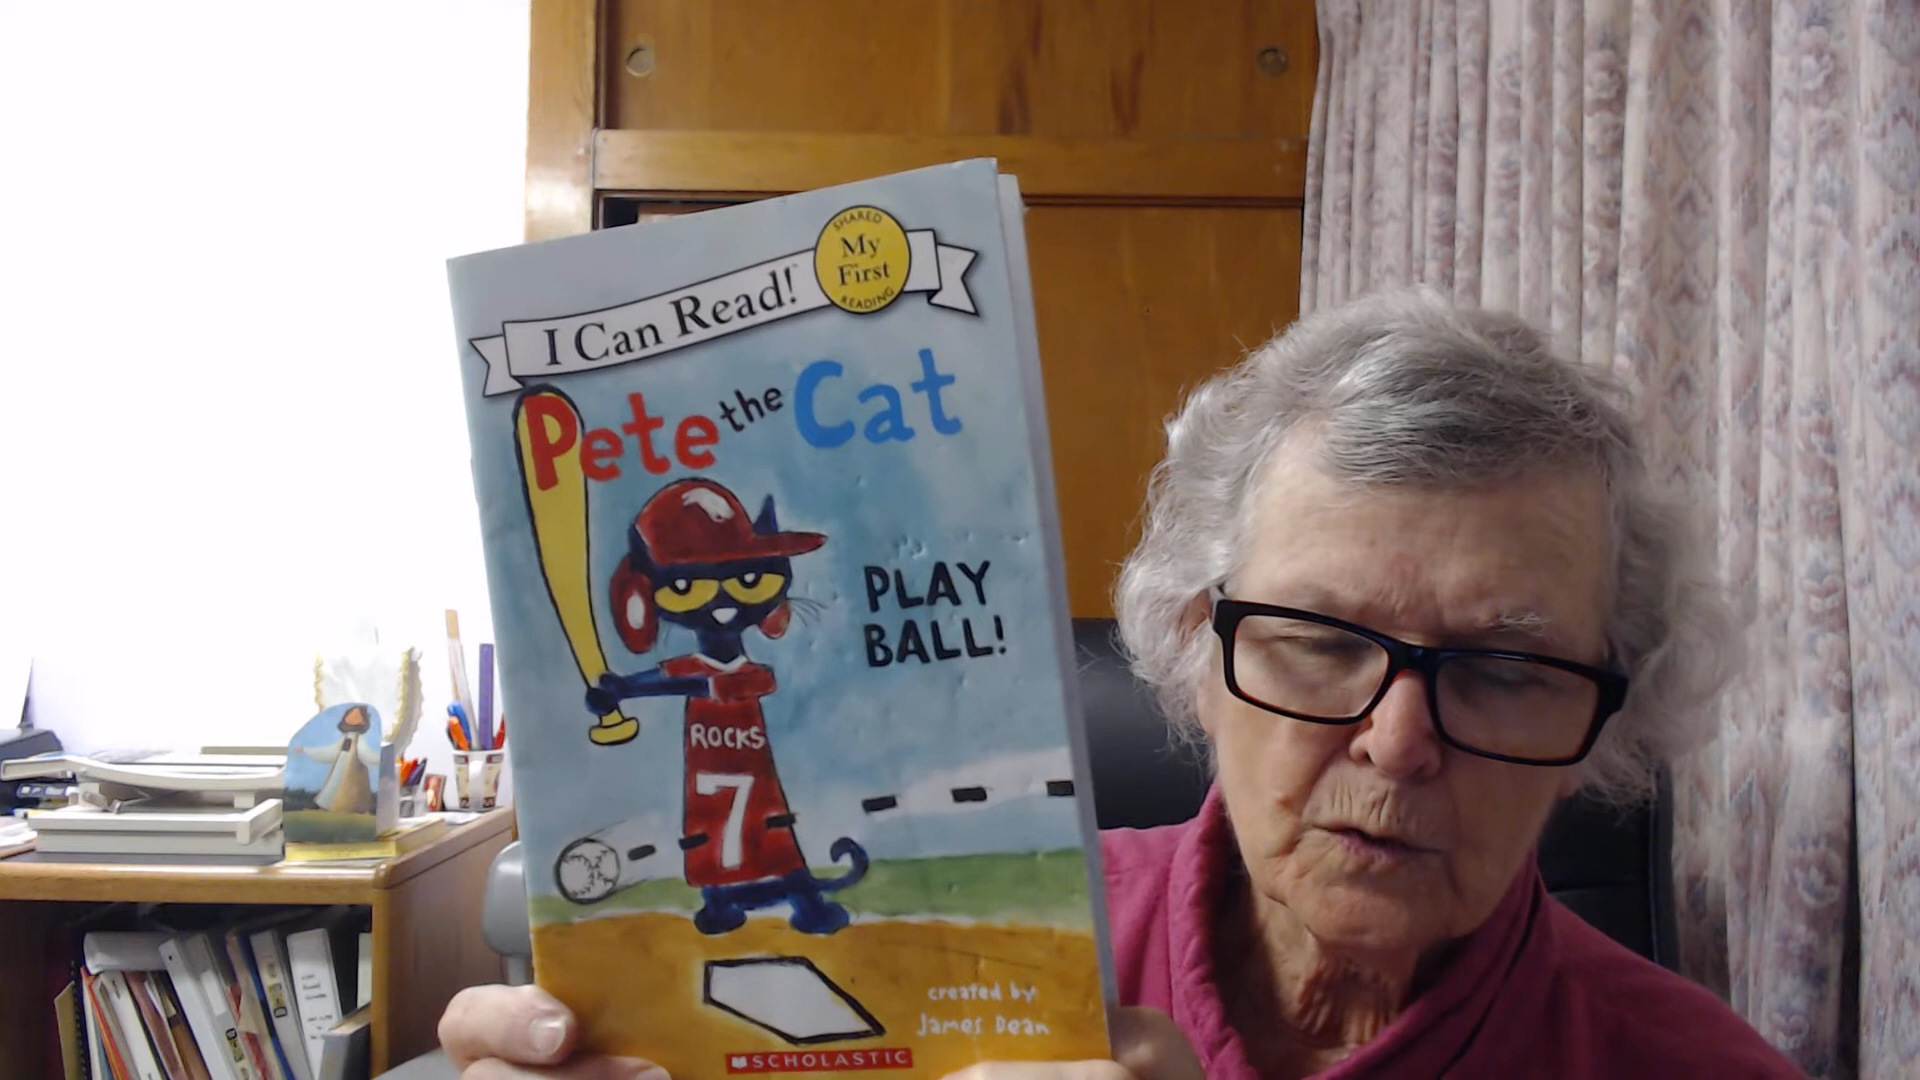 SHARED
My
First
READING
I Can Read!
Pete the Cat
PLAY
BALL!
ROCKS
7
created by
James Dean
SCHOLASTIC